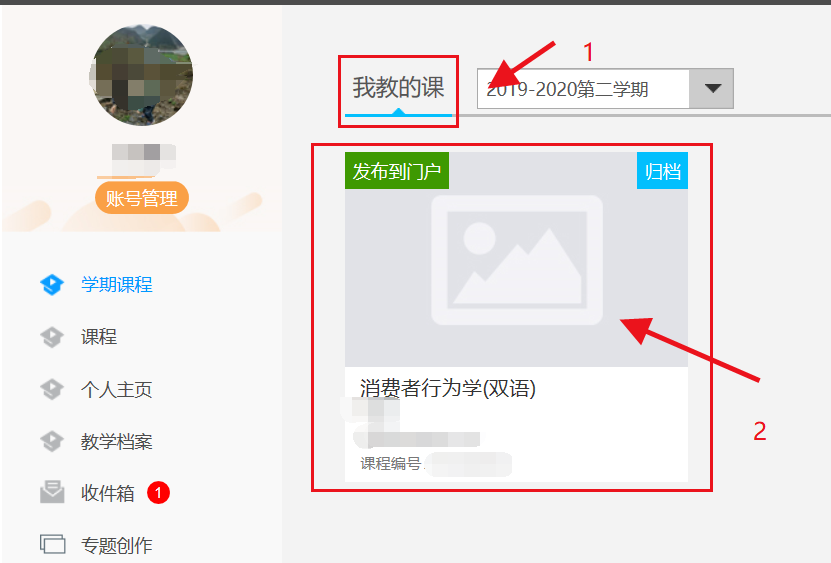 账号管理
学期课程
课程
个人主页
教学档案
收件箱 1
专题创作
我教的课
2019-2020第二学期
1
发布到门户
归档
消费者行为学(双语)
课程编号:
2